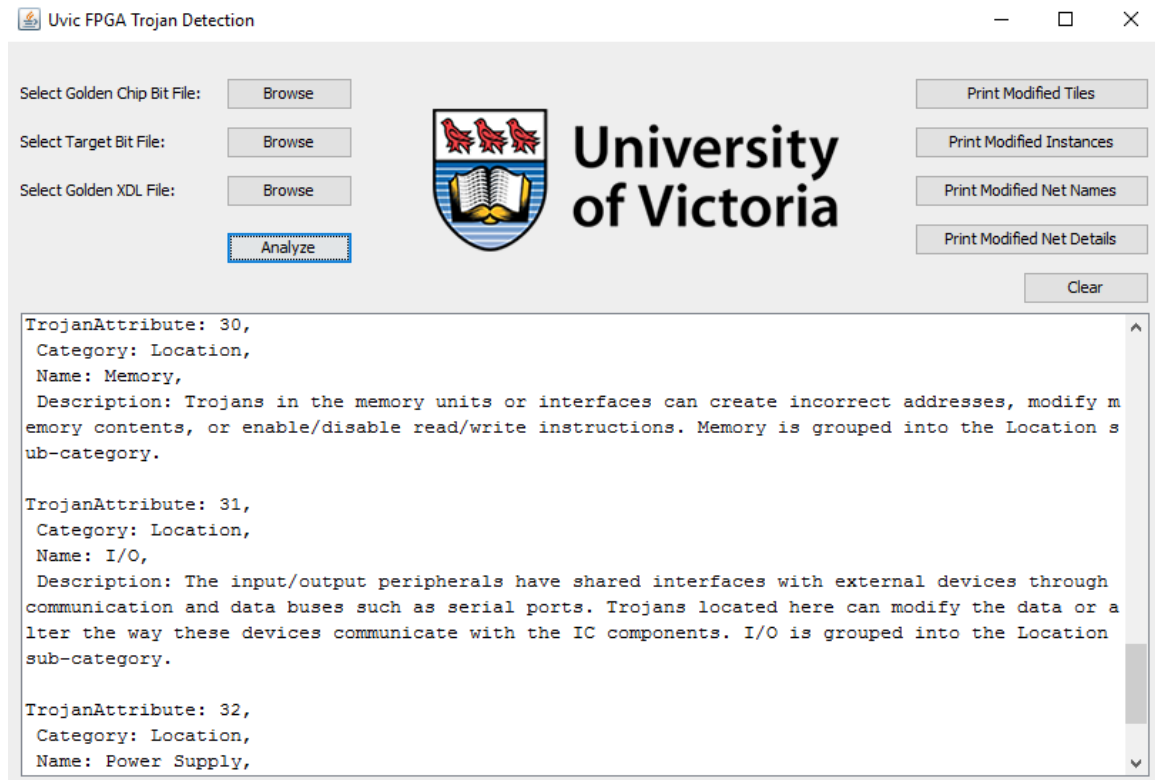 Uvic FPGA Trojan Detection
Select Golden Chip Bit File:
Browse
Select Target Bit File:
Browse
Select Golden XDL File:
Browse
Analyze
University
of Victoria
Print Modified Tiles
Print Modified Instances
Print Modified Net Names
Print Modified Net Details
Clear
TrojanAttribute: 30,
Category: Location,
Name: Memory,
Description: Trojans in the memory units or interfaces can create incorrect addresses, modify m
emory contents, or enable/disable read/write instructions. Memory is grouped into the Location s
ub-category.
TrojanAttribute: 31,
Category: Location,
Name: I/O,
Description: The input/output peripherals have shared interfaces with external devices through
communication and data buses such as serial ports. Trojans located here can modify the data or a
lter the way these devices communicate with the IC components. I/O is grouped into the Location
sub-category.
TrojanAttribute: 32,
Category: Location,
Name: Power Supply,